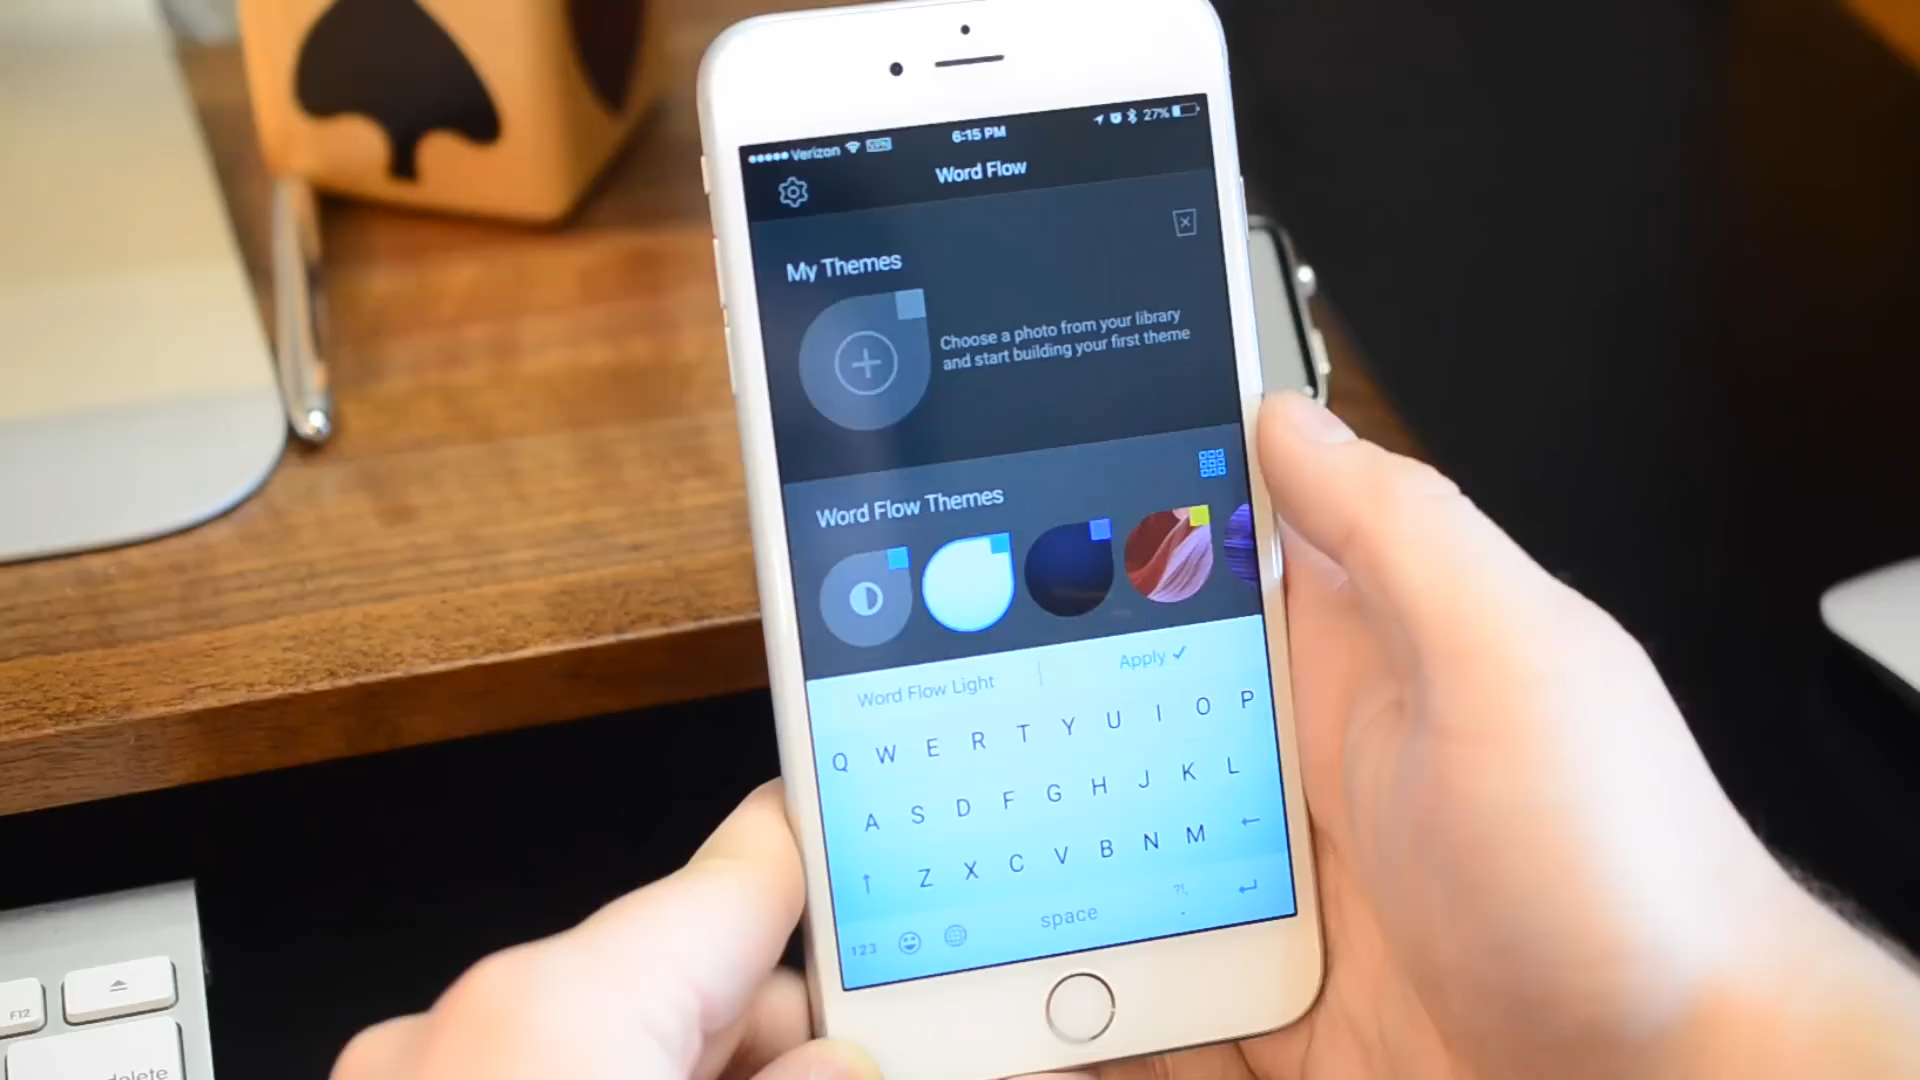 Verizon VPN 6:15 PM 27%
Word Flow
My Themes
Choose a photo from your library
and start building your first theme
Word Flow Themes
Word Flow Light Apply ✓
Q W E R T Y U I O P
A S D F G H J K L
↑ Z X C V B N M ←
123 space ?!, .
F12
delete